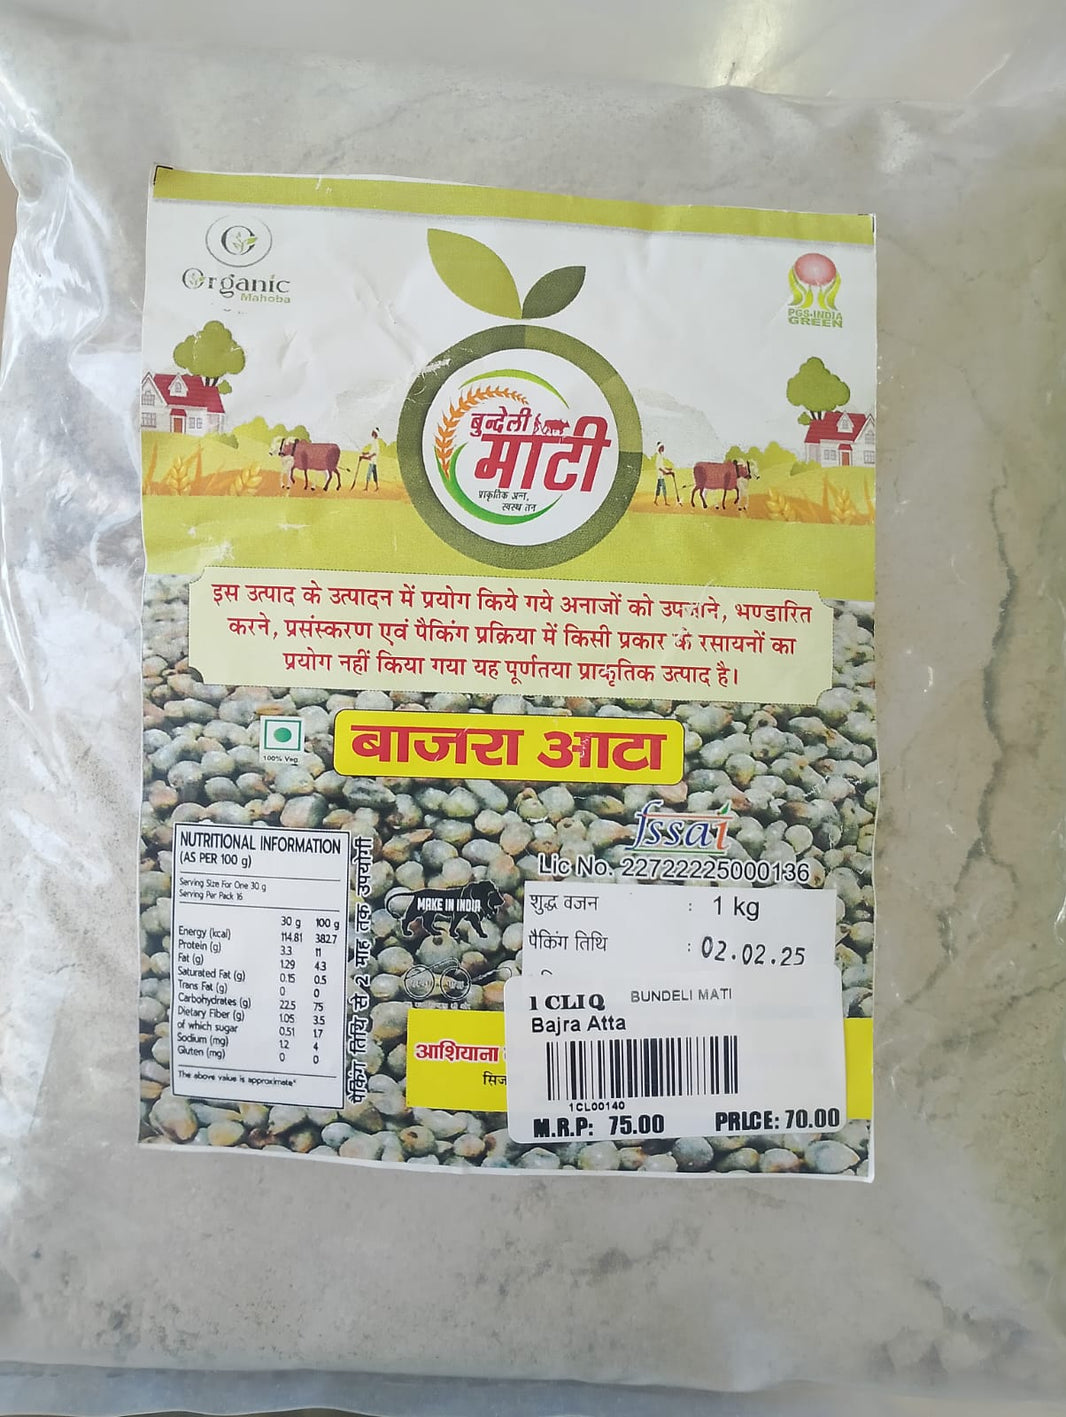 Organic
Mahoba
PGS-INDIA
GREEN
बुन्देली
माटी
प्राकृतिक अन्न,
स्वस्थ तन
इस उत्पाद के उत्पादन में प्रयोग किये गये अनाजों को उपजाने, भण्डारित
करने, प्रसंस्करण एवं पैकिंग प्रक्रिया में किसी प्रकार के रसायनों का
प्रयोग नहीं किया गया यह पूर्णतया प्राकृतिक उत्पाद है।
100% Veg
बाजरा आटा
fssai
Lic No. 22722225000136
NUTRITIONAL INFORMATION
(AS PER 100 g)
Serving Size For One 30 g
Serving Per Pack 16
30 g 100 g
Energy (kcal) 114.81 382.7
Protein (g) 3.3 11
Fat (g) 1.29 4.3
Saturated Fat (g) 0.15 0.5
Trans Fat (g) 0 0
Carbohydrates (g) 22.5 75
Dietary Fiber (g) 1.05 3.5
of which sugar 0.51 1.7
Sodium (mg) 1.2 4
Gluten (mg) 0 0
The above value is approximate*
पैकिंग तिथि से 2 माह तक उपयोगी
MAKE IN INDIA
शुद्ध वजन : 1 kg
पैकिंग तिथि : 02.02.25
1 CLIQ BUNDELI MATI
Bajra Atta
1CL00140
M.R.P: 75.00 PRICE: 70.00
आशियाना